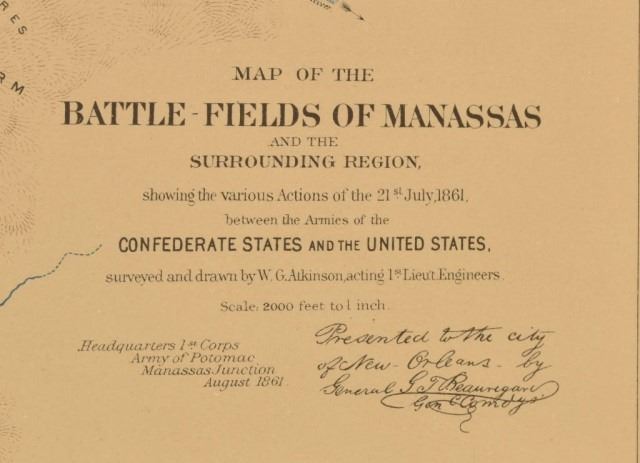 RES
RM
MAP OF THE
BATTLE-FIELDS OF MANASSAS
AND THE
SURROUNDING REGION,
showing the various Actions of the 21st. July, 1861,
between the Armies of the
CONFEDERATE STATES AND THE UNITED STATES,
surveyed and drawn by W. G. Atkinson, acting 1st Lieut. Engineers.
Scale: 2000 feet to 1 inch.
Headquarters 1st Corps
Army of Potomac
Manassas Junction
August 1861.
Presented to the city
of New-Orleans - by
General G T Beauregard
Gen C Comdg